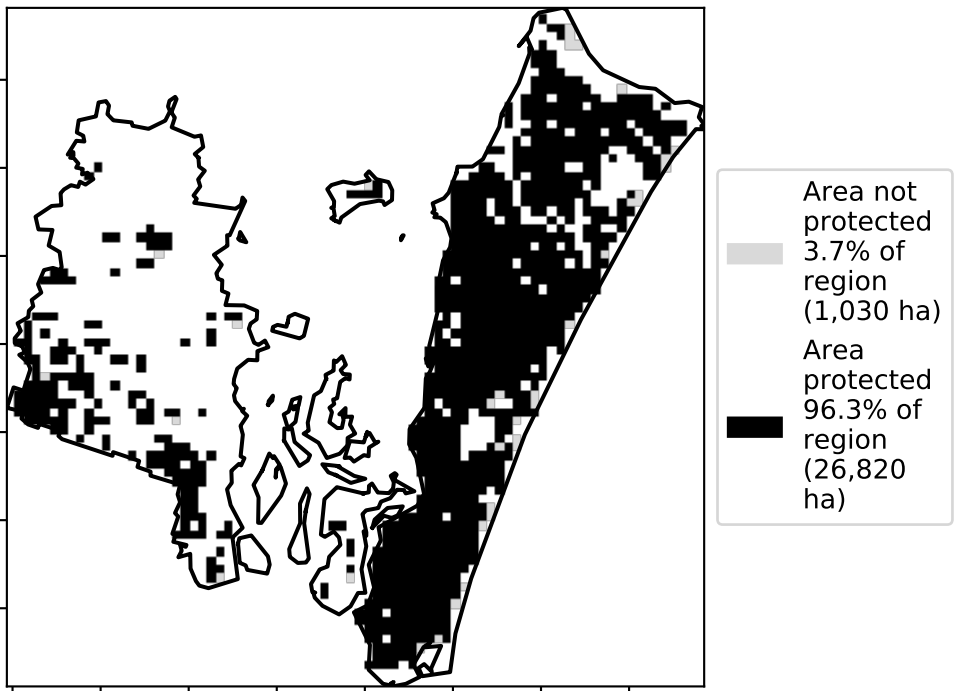 Area not
protected
3.7% of
region
(1,030 ha)
Area
protected
96.3% of
region
(26,820
ha)